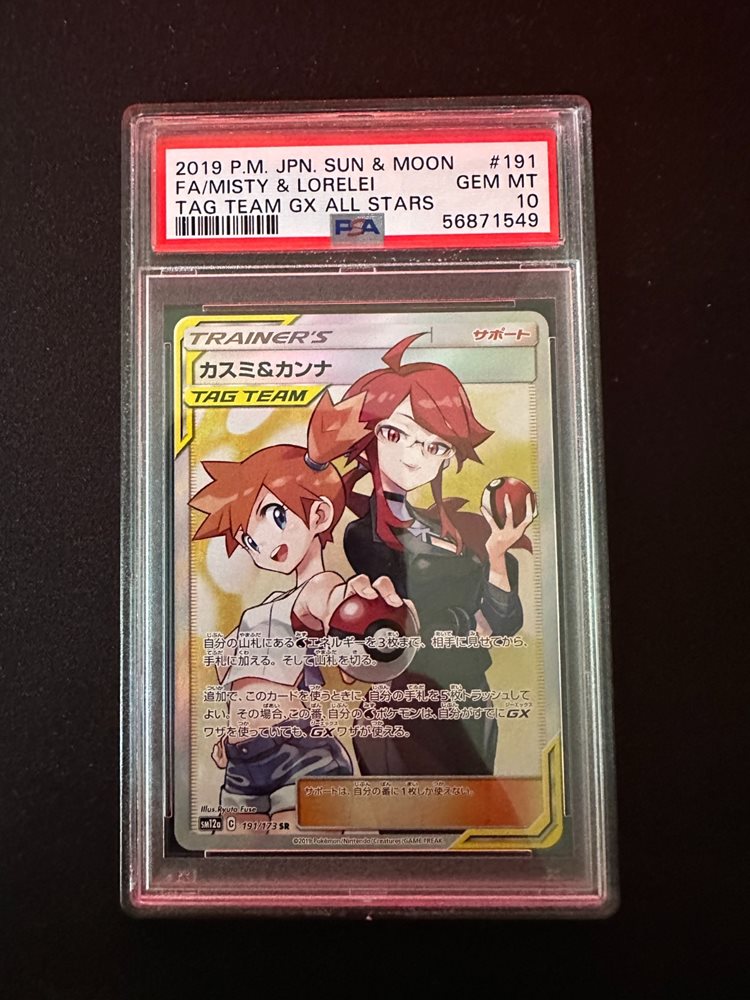 2019 P.M. JPN. SUN & MOON #191
FA/MISTY & LORELEI GEM MT
TAG TEAM GX ALL STARS 10
PSA 56871549
TRAINER'S サポート
カスミ&カンナ
TAG TEAM
自分の山札にあるエネルギーを3枚まで、相手に見せてから、
手札に加える。そして山札を切る。
追加で、このカードを使うときに、自分の手札を5枚トラッシュして
よい。その場合、この番、自分のポケモンは、自分がすでにGX
ワザを使っていても、GXワザが使える。
サポートは、自分の番に1枚しか使えない。
Illus. Ryuta Fuse
sm12a C 191/173 SR
©2019 Pokémon/Nintendo/Creatures/GAME FREAK